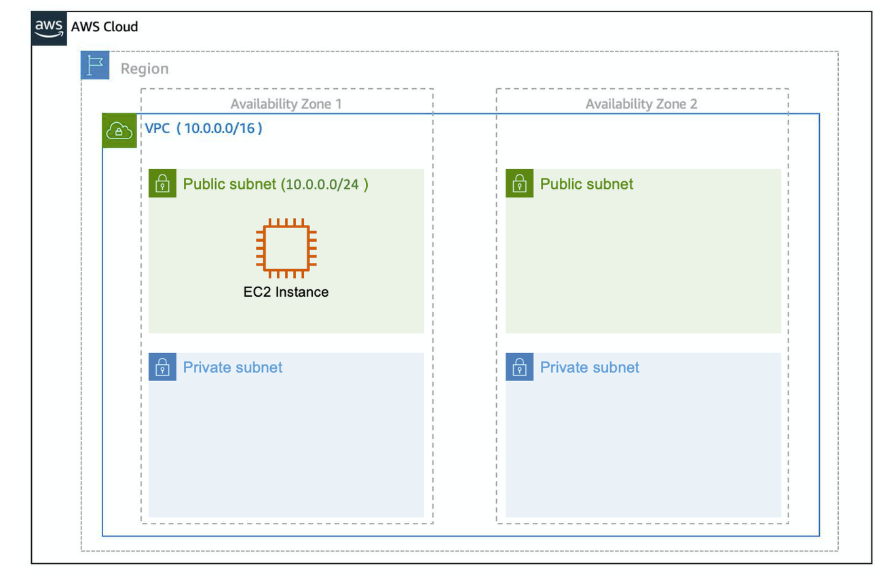 aws AWS Cloud
Region
Availability Zone 1
Availability Zone 2
VPC ( 10.0.0.0/16 )
Public subnet (10.0.0.0/24 )
Public subnet
EC2 Instance
Private subnet
Private subnet